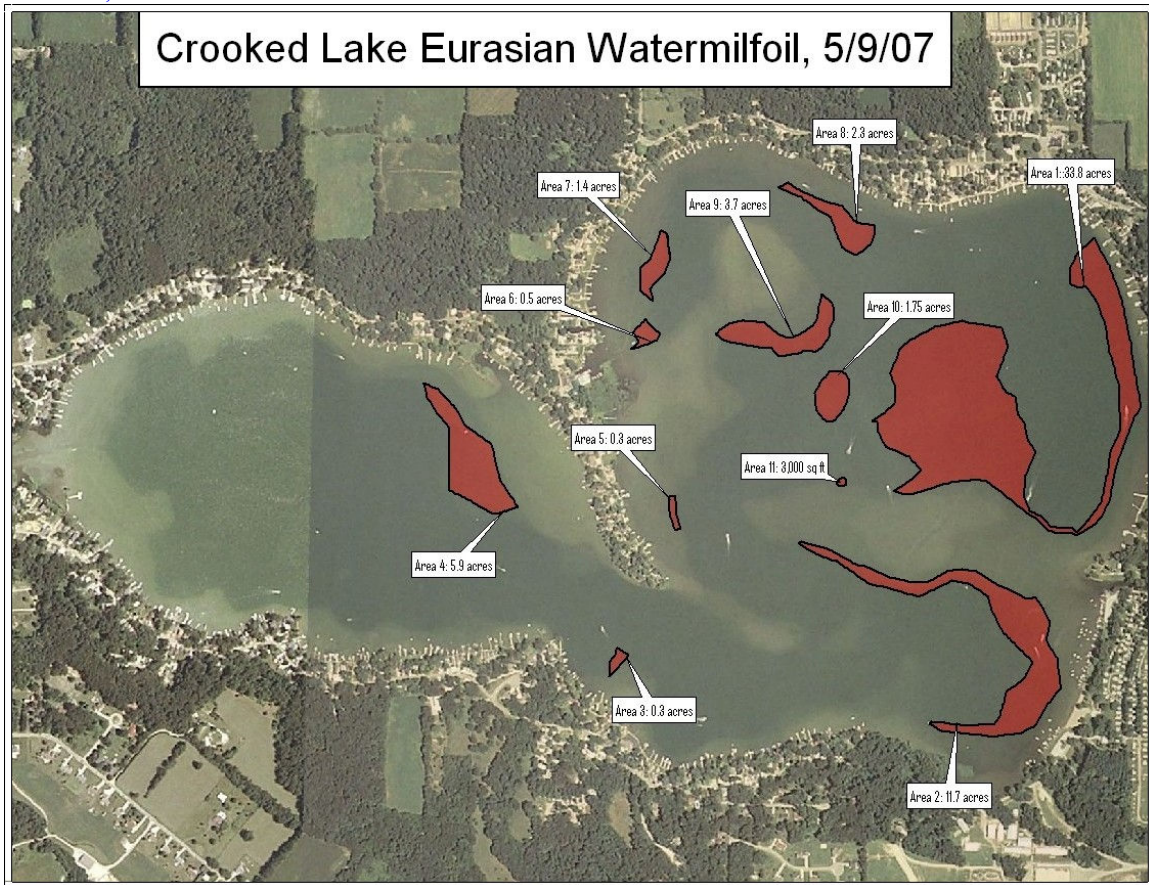 Crooked Lake Eurasian Watermilfoil, 5/9/07
Area 8: 2.3 acres
Area 1::33.8 acres
Area 7: 1.4 acres
Area 9: 3.7 acres
Area 6: 0.5 acres
Area 10: 1.75 acres
Area 5: 0.3 acres
Area 11: 3,000 sq ft
Area 4: 5.9 acres
Area 3: 0.3 acres
Area 2: 11.7 acres